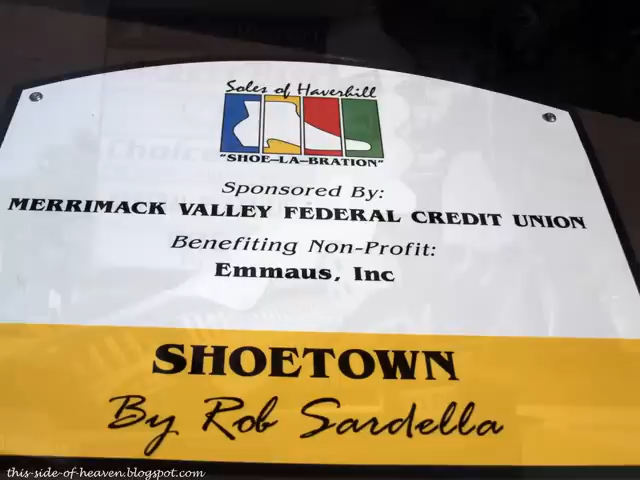 Soles of Haverhill
"SHOE-LA-BRATION"
Sponsored By:
MERRIMACK VALLEY FEDERAL CREDIT UNION
Benefiting Non-Profit:
Emmaus, Inc
SHOETOWN
By Rob Sardella
this-side-of-heaven.blogspot.com